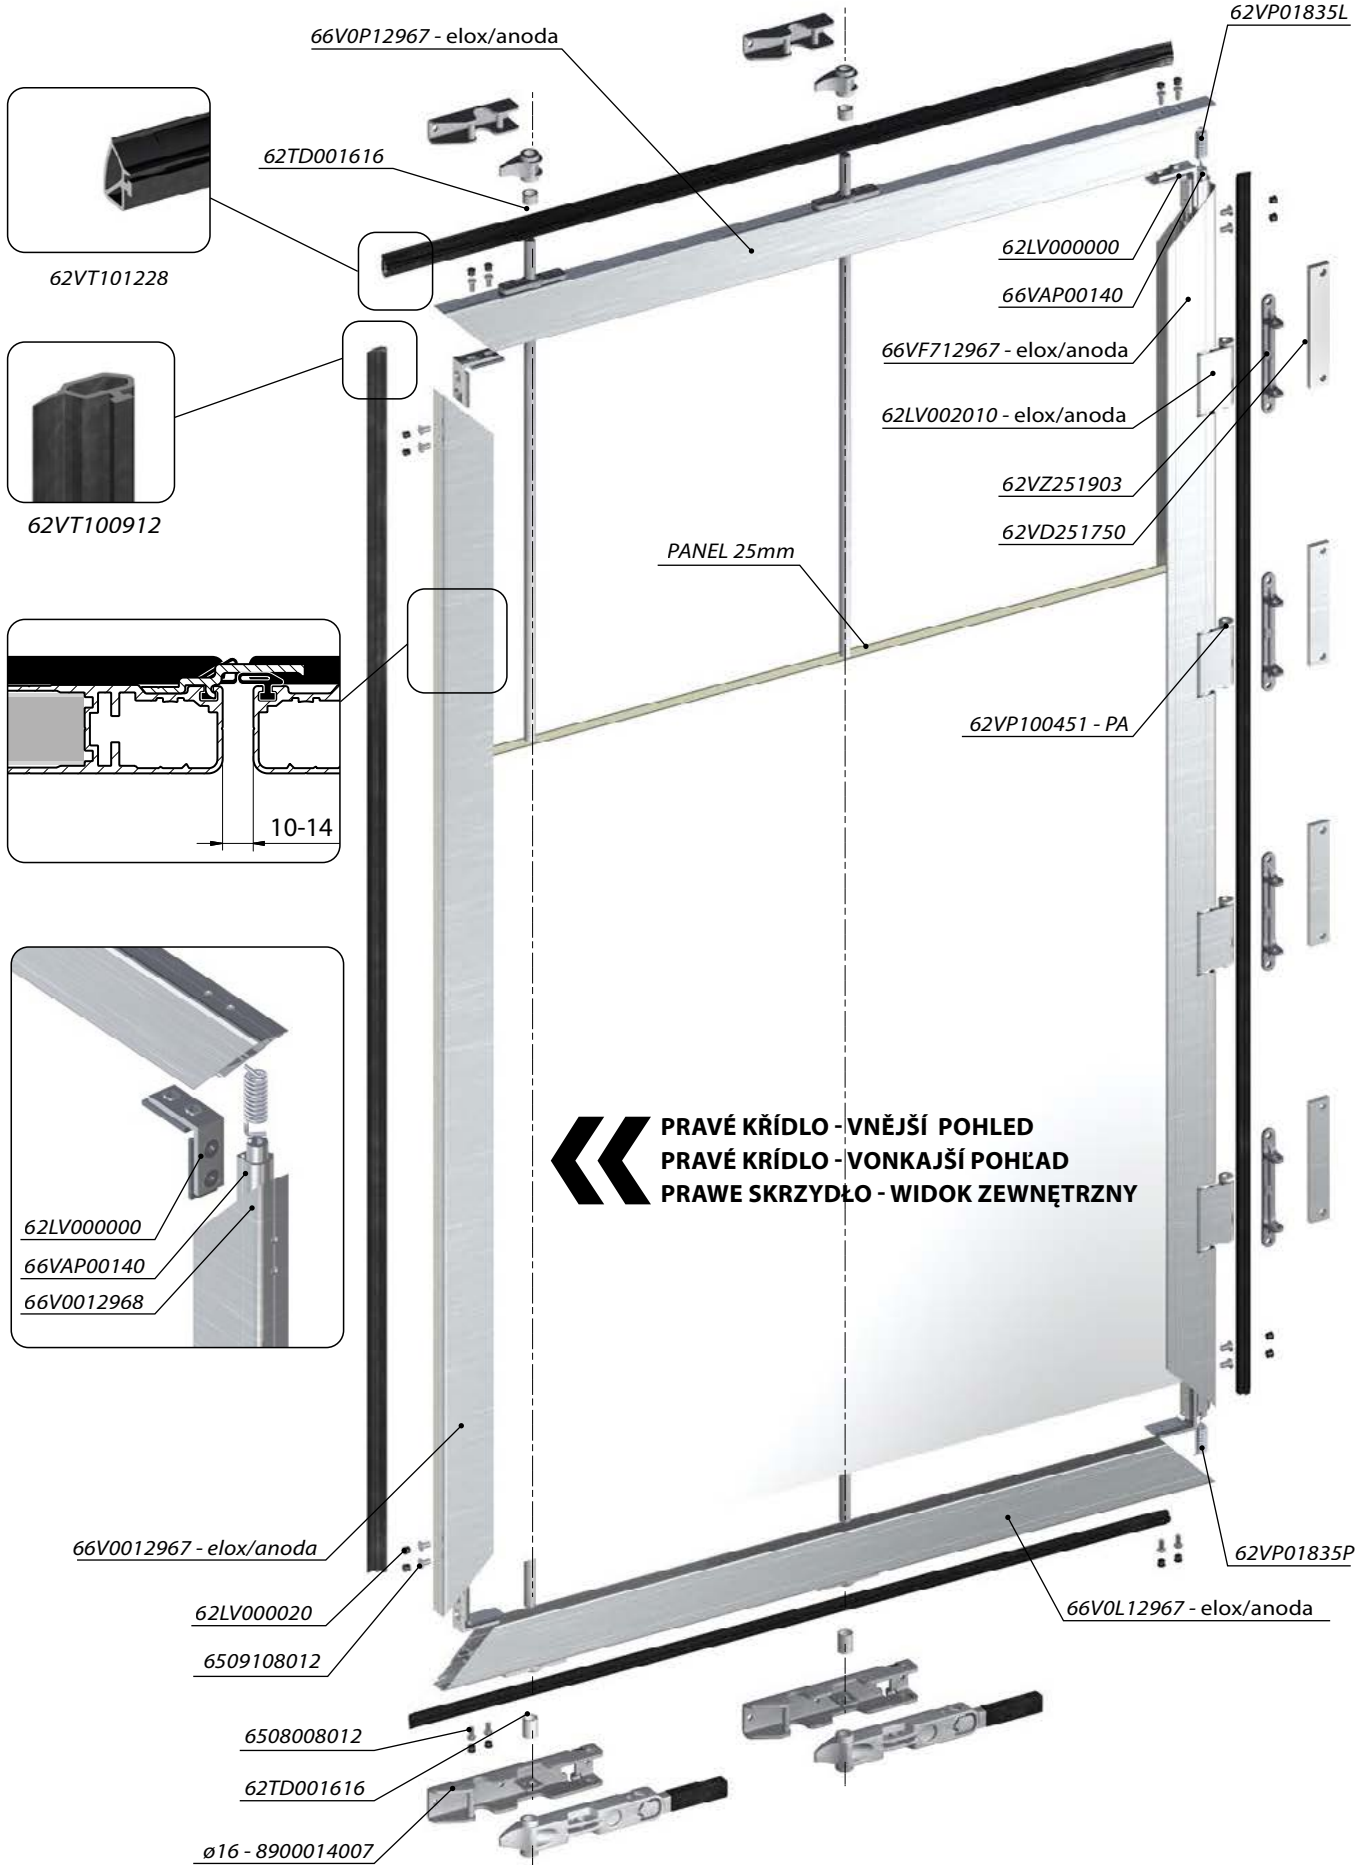 62VP01835L
66V0P12967 - elox/anoda
62TD001616
62VT101228
62LV000000
66VAP00140
66VF712967 - elox/anoda
62LV002010 - elox/anoda
62VZ251903
62VD251750
62VT100912
PANEL 25mm
62VP100451 - PA
10-14
PRAVÉ KŘÍDLO - VNĚJŠÍ POHLED
PRAVÉ KRÍDLO - VONKAJŠÍ POHĽAD
PRAWE SKRZYDŁO - WIDOK ZEWNĘTRZNY
62LV000000
66VAP00140
66V0012968
66V0012967 - elox/anoda
62VP01835P
62LV000020
66V0L12967 - elox/anoda
6509108012
6508008012
62TD001616
ø16 - 8900014007